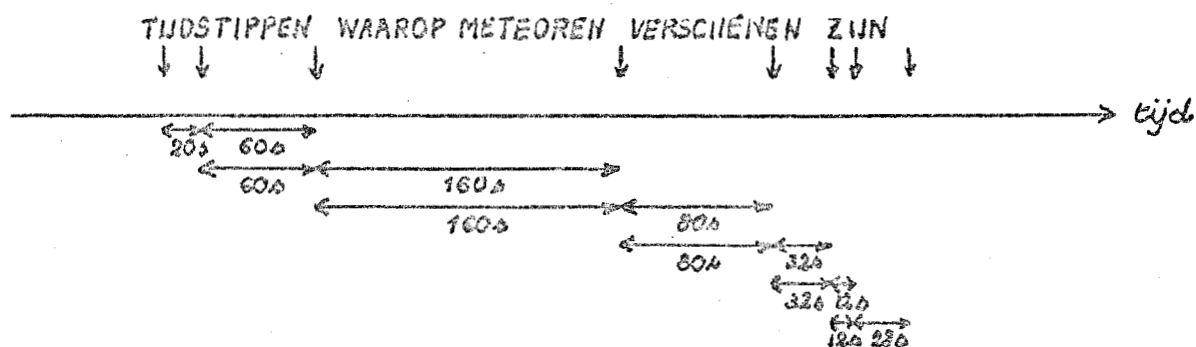 TIJDSTIPPEN WAAROP METEOREN VERSCHENEN ZIJN
tijd
20s 60s
60s 160s
160s 80s
80s 32s
32s 12s
12s 28s